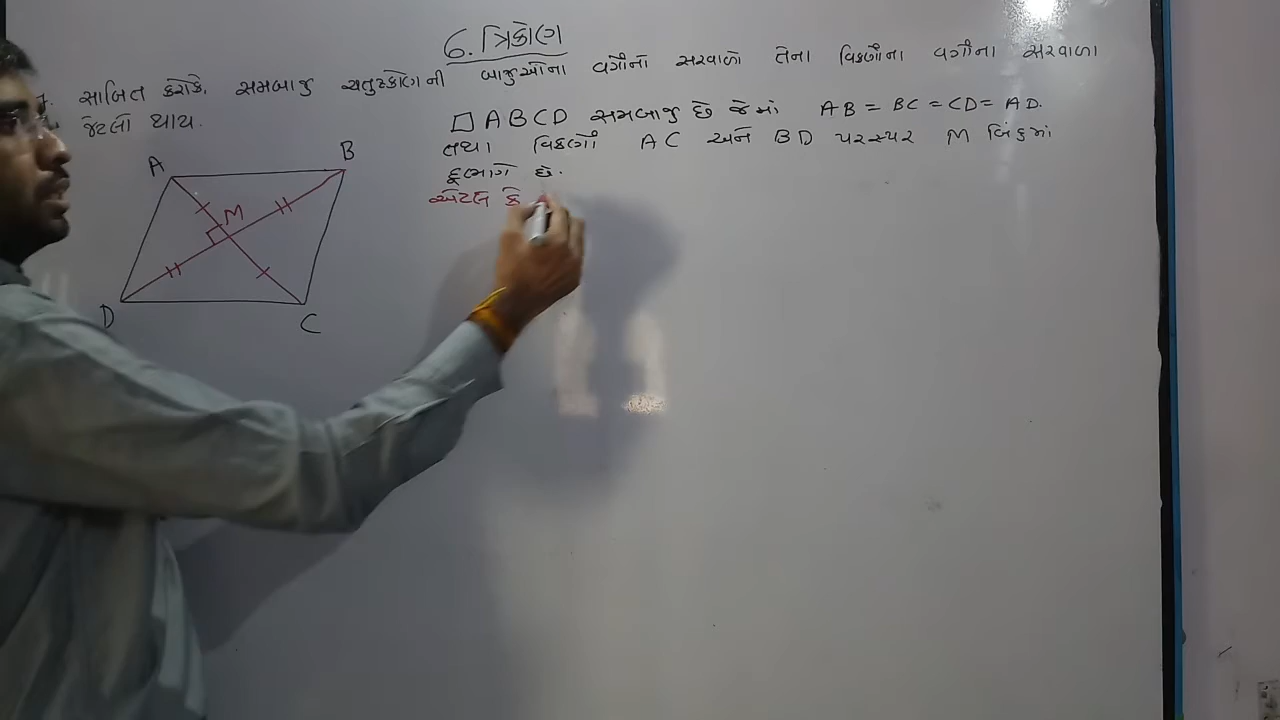 6. ત્રિકોણ
સાબિત કરોકે, સમબાજુ ચતુષ્કોણની બાજુઓના વર્ગોનો સરવાળો તેના વિકર્ણોના વર્ગોના સરવાળા
જેટલો થાય.
□ ABCD સમબાજુ છે જેમાં AB = BC = CD = AD.
તથા વિકર્ણો AC અને BD પરસ્પર M બિંદુમાં
દૂભાગે છે.
એટલે કે
A
B
M
D
C